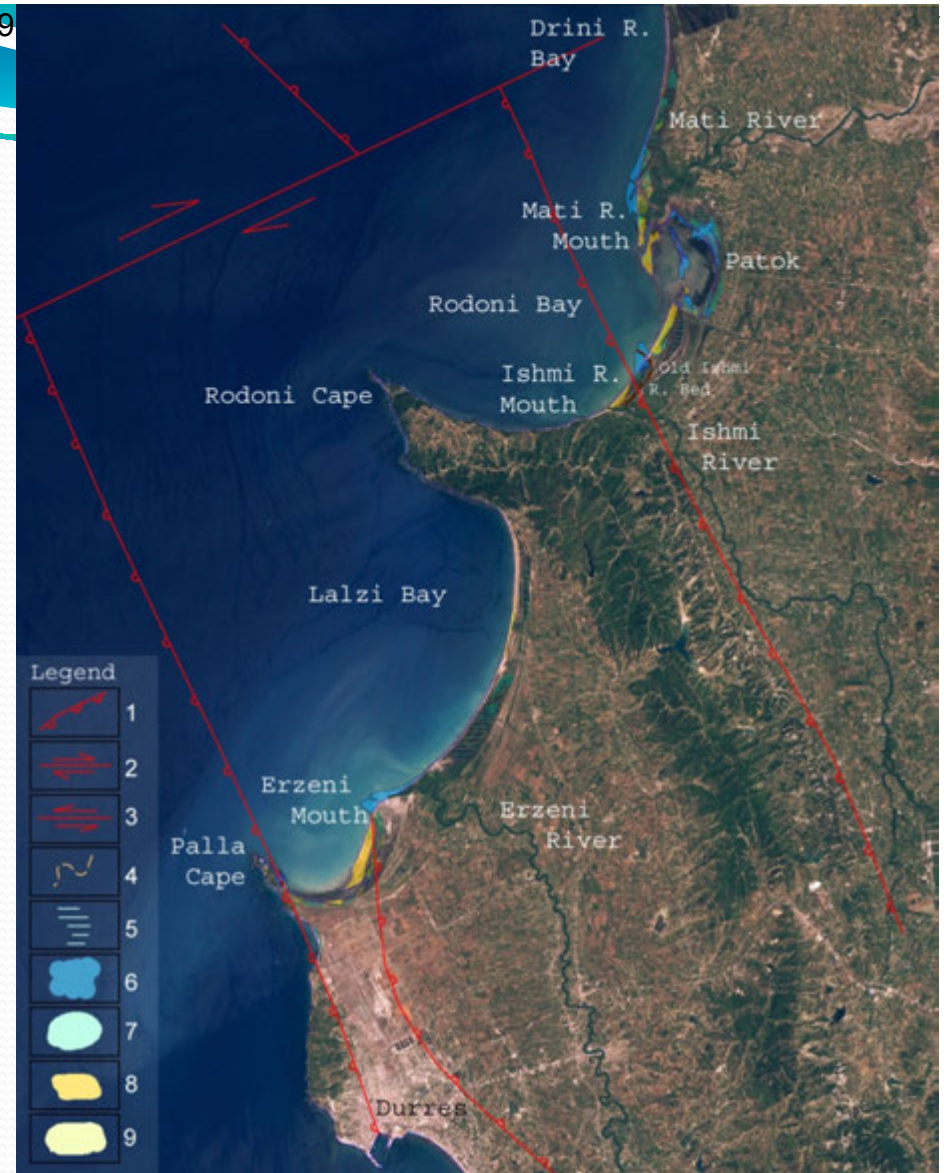 9
Drini R.
Bay
Mati River
Mati R.
Mouth
Patok
Rodoni Bay
Old Ishmi
R. Bed
Ishmi R.
Mouth
Rodoni Cape
Ishmi
River
Lalzi Bay
Legend
1
2
3
4
5
6
7
8
9
Erzeni
Mouth
Erzeni
River
Palla
Cape
Durres